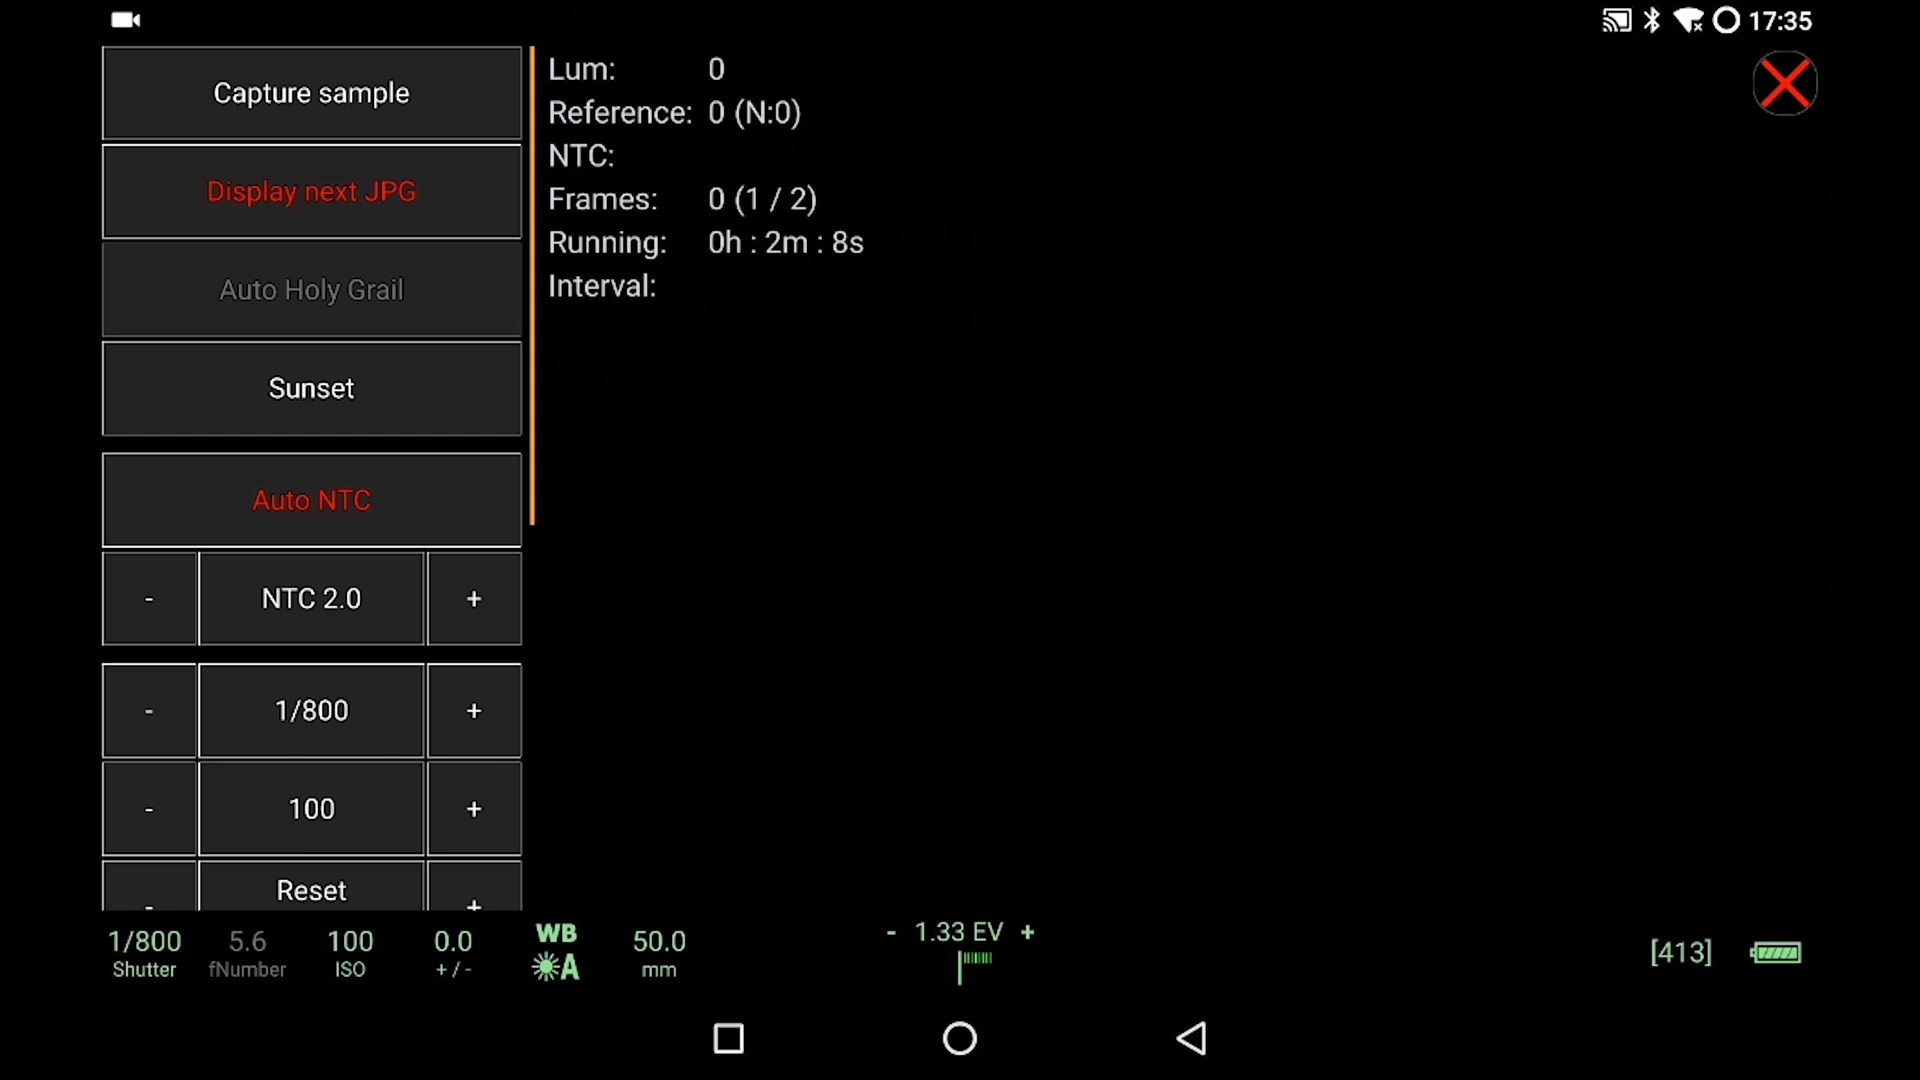 17:35
Capture sample
Display next JPG
Auto Holy Grail
Sunset
Auto NTC
- NTC 2.0 +
- 1/800 +
- 100 +
- Reset +
Lum: 0
Reference: 0 (N:0)
NTC:
Frames: 0 (1 / 2)
Running: 0h : 2m : 8s
Interval:
1/800 5.6 100 0.0 WB 50.0 - 1.33 EV + [413]
Shutter fNumber ISO + / - A mm